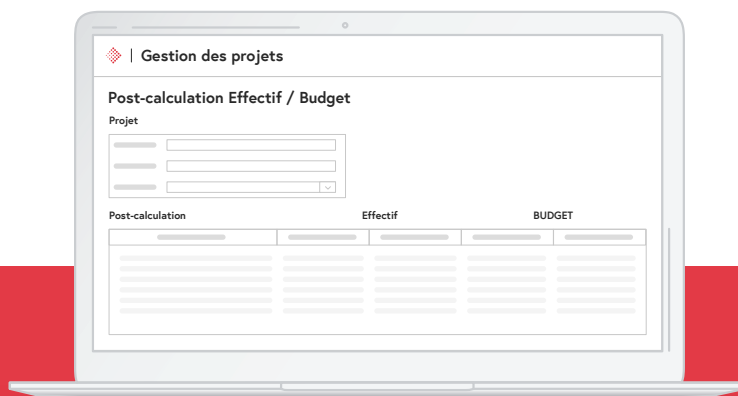 | Gestion des projets
Post-calculation Effectif / Budget
Projet
Post-calculation Effectif BUDGET